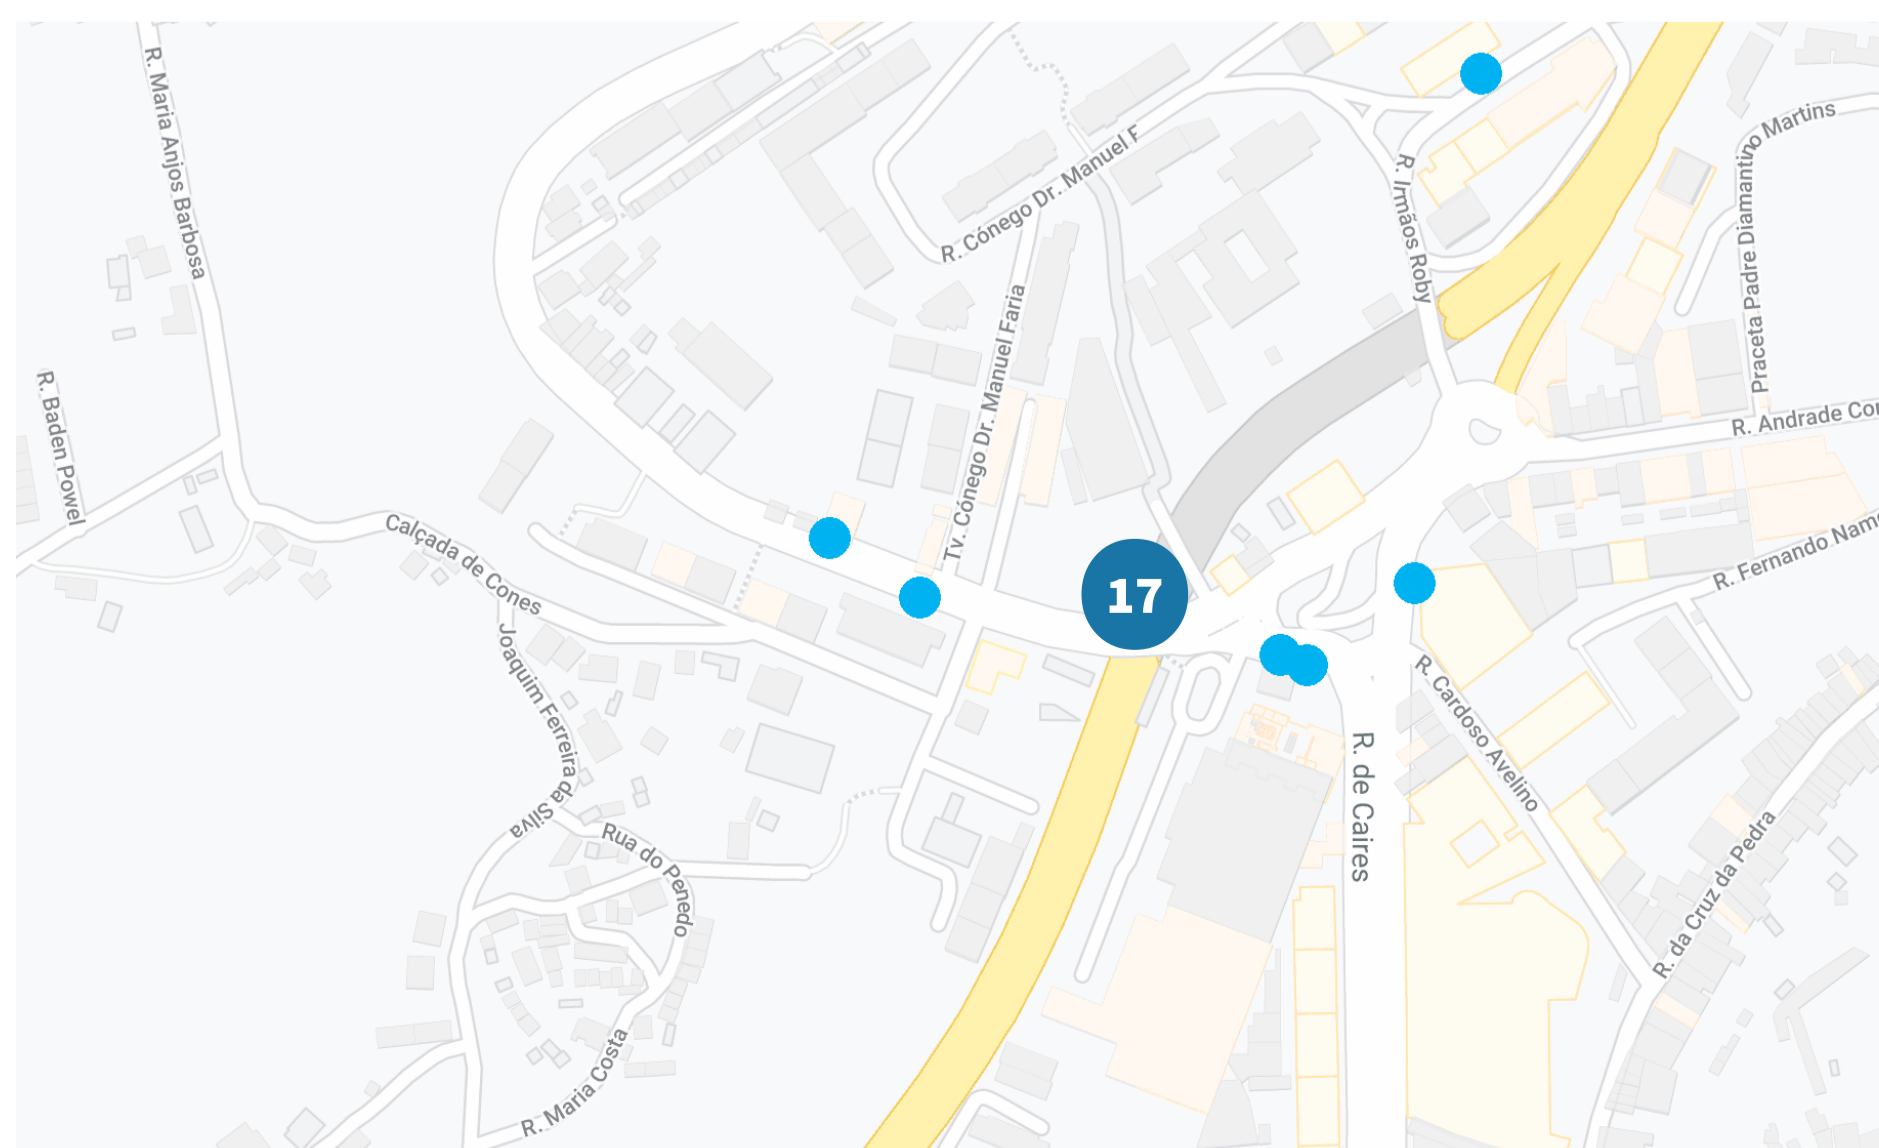 R. Maria Anjos Barbosa
R. Cónego Dr. Manuel F
R. Irmãos Roby
Praceta Padre Diamantino Martins
R. Baden Powel
Tv. Cónego Dr. Manuel Faria
R. Andrade Cor
Calçada de Cones
17
R. Fernando Name
Joaquim Ferreira da Silva
R. Cardoso Avelino
R. de Caires
Rua do Penedo
R. da Cruz da Pedra
R. Maria Costa